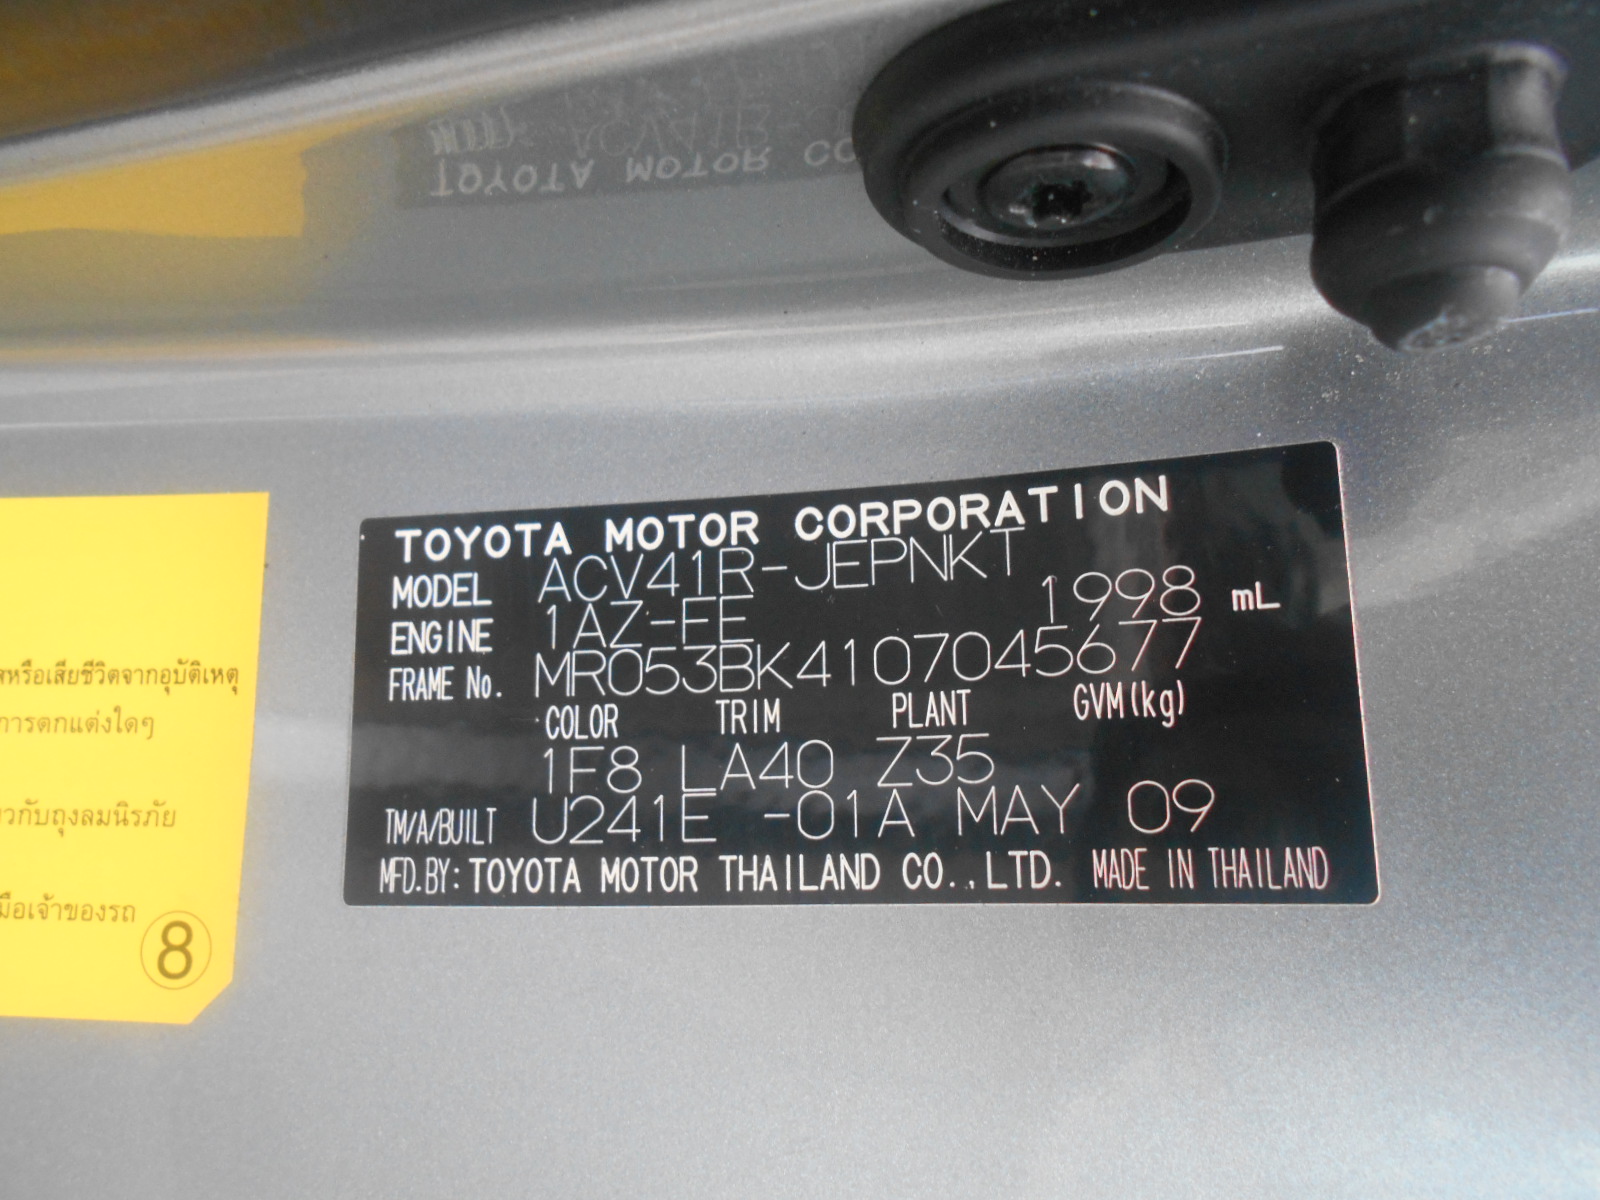 TOYOTA MOTOR CO
TOYOTA MOTOR CORPORATION
MODEL ACV41R-JEPNKT
ENGINE 1AZ-FE 1998 mL
FRAME No. MR053BK4107045677
COLOR TRIM PLANT GVM(kg)
1F8 LA40 Z35
TM/A/BUILT U241E -01A MAY 09
MFD.BY: TOYOTA MOTOR THAILAND CO.,LTD. MADE IN THAILAND
สหรือเสียชีวิตจากอุบัติเหตุ
การตกแต่งใดๆ
วกับถุงลมนิรภัย
มือเจ้าของรถ
8